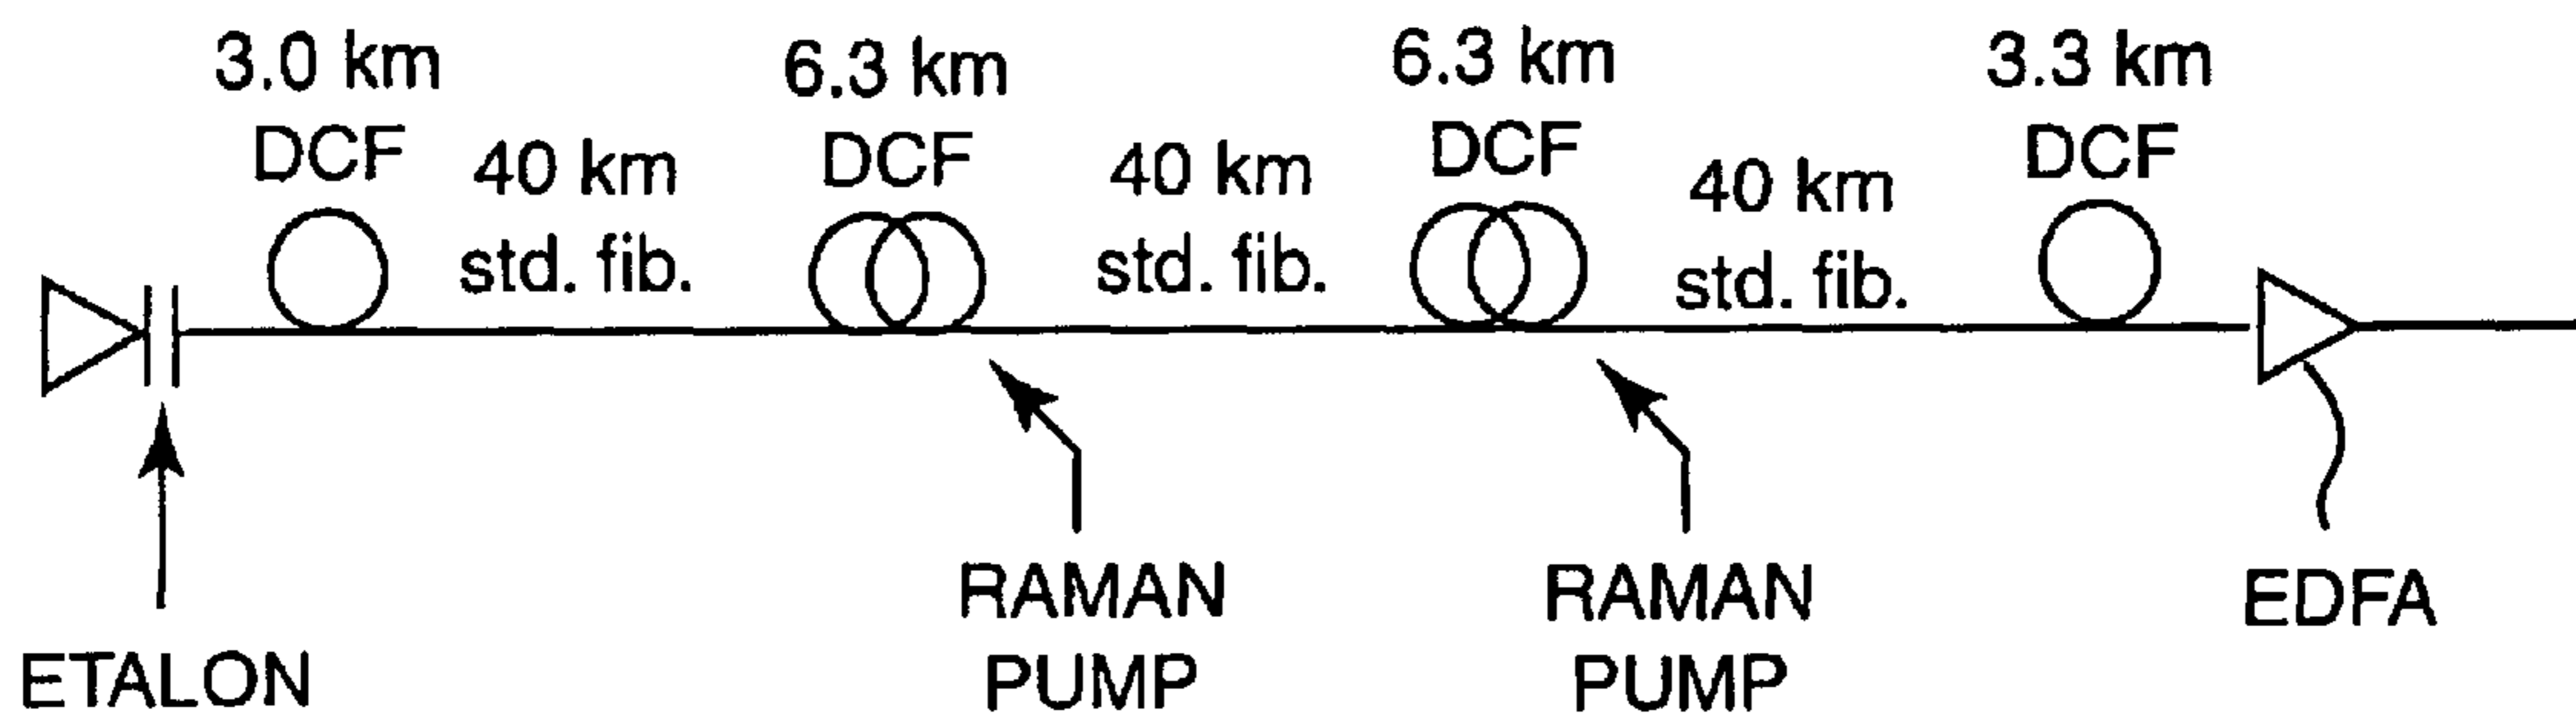 3.0 km
DCF
40 km
std. fib.
6.3 km
DCF
40 km
std. fib.
6.3 km
DCF
40 km
std. fib.
3.3 km
DCF
ETALON
RAMAN
PUMP
RAMAN
PUMP
EDFA